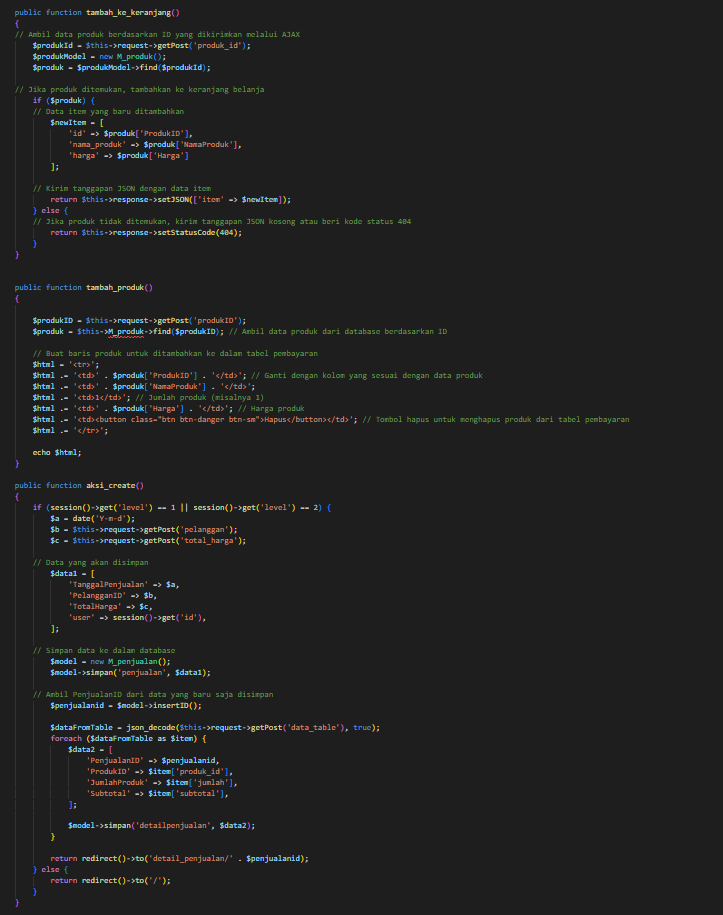 public function tambah_ke_keranjang()
{
// Ambil data produk berdasarkan ID yang dikirimkan melalui AJAX
    $produkId = $this->request->getPost('produk_id');
    $produkModel = new M_produk();
    $produk = $produkModel->find($produkId);

// Jika produk ditemukan, tambahkan ke keranjang belanja
    if ($produk) {
    // Data item yang baru ditambahkan
        $newItem = [
            'id' => $produk['ProdukID'],
            'nama_produk' => $produk['NamaProduk'],
            'harga' => $produk['Harga']
        ];

    // Kirim tanggapan JSON dengan data item
        return $this->response->setJSON(['item' => $newItem]);
    } else {
    // Jika produk tidak ditemukan, kirim tanggapan JSON kosong atau beri kode status 404
        return $this->response->setStatusCode(404);
    }
}

public function tambah_produk()
{

    $produkID = $this->request->getPost('produkID');
    $produk = $this->M_produk->find($produkID); // Ambil data produk dari database berdasarkan ID

    // Buat baris produk untuk ditambahkan ke dalam tabel pembayaran
    $html = '<tr>';
    $html .= '<td>' . $produk['ProdukID'] . '</td>'; // Ganti dengan kolom yang sesuai dengan data produk
    $html .= '<td>' . $produk['NamaProduk'] . '</td>';
    $html .= '<td>1</td>'; // Jumlah produk (misalnya 1)
    $html .= '<td>' . $produk['Harga'] . '</td>'; // Harga produk
    $html .= '<td><button class="btn btn-danger btn-sm">Hapus</button></td>'; // Tombol hapus untuk menghapus produk dari tabel pembayaran
    $html .= '</tr>';

    echo $html;
}

public function aksi_create()
{
    if (session()->get('level') == 1 || session()->get('level') == 2) {
        $a = date('Y-m-d');
        $b = $this->request->getPost('pelanggan');
        $c = $this->request->getPost('total_harga');

    // Data yang akan disimpan
        $data1 = [
            'TanggalPenjualan' => $a,
            'PelangganID' => $b,
            'TotalHarga' => $c,
            'user' => session()->get('id'),
        ];

    // Simpan data ke dalam database
        $model = new M_penjualan();
        $model->simpan('penjualan', $data1);

    // Ambil PenjualanID dari data yang baru saja disimpan
        $penjualanid = $model->insertID();

        $dataFromTable = json_decode($this->request->getPost('data_table'), true);
        foreach ($dataFromTable as $item) {
            $data2 = [
                'PenjualanID' => $penjualanid,
                'ProdukID' => $item['produk_id'],
                'JumlahProduk' => $item['jumlah'],
                'Subtotal' => $item['subtotal'],
            ];

            $model->simpan('detailpenjualan', $data2);
        }

        return redirect()->to('detail_penjualan/' . $penjualanid);
    } else {
        return redirect()->to('/');
    }
}